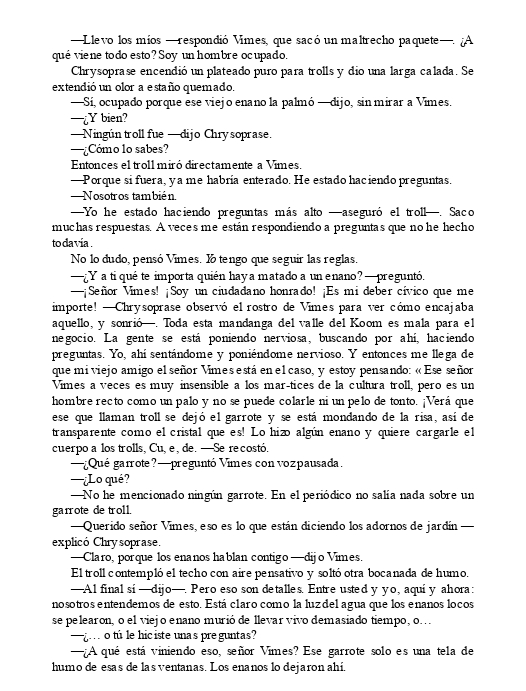 —Llevo los míos —respondió Vimes, que sacó un maltrecho paquete—. ¿A
qué viene todo esto? Soy un hombre ocupado.
Chrysoprase encendió un plateado puro para trolls y dio una larga calada. Se
extendió un olor a estaño quemado.
—Sí, ocupado porque ese viejo enano la palmó —dijo, sin mirar a Vimes.
—¿Y bien?
—Ningún troll fue —dijo Chrysoprase.
—¿Cómo lo sabes?
Entonces el troll miró directamente a Vimes.
—Porque si fuera, ya me habría enterado. He estado haciendo preguntas.
—Nosotros también.
—Yo he estado haciendo preguntas más alto —aseguró el troll—. Saco
muchas respuestas. A veces me están respondiendo a preguntas que no he hecho
todavía.
No lo dudo, pensó Vimes. Yo tengo que seguir las reglas.
—¿Y a ti qué te importa quién haya matado a un enano? —preguntó.
—¡Señor Vimes! ¡Soy un ciudadano honrado! ¡Es mi deber cívico que me
importe! —Chrysoprase observó el rostro de Vimes para ver cómo encajaba
aquello, y sonrió—. Toda esta mandanga del valle del Koom es mala para el
negocio. La gente se está poniendo nerviosa, buscando por ahí, haciendo
preguntas. Yo, ahí sentándome y poniéndome nervioso. Y entonces me llega de
que mi viejo amigo el señor Vimes está en el caso, y estoy pensando: «Ese señor
Vimes a veces es muy insensible a los mar-tices de la cultura troll, pero es un
hombre recto como un palo y no se puede colarle ni un pelo de tonto. ¡Verá que
ese que llaman troll se dejó el garrote y se está mondando de la risa, así de
transparente como el cristal que es! Lo hizo algún enano y quiere cargarle el
cuerpo a los trolls, Cu, e, de. —Se recostó.
—¿Qué garrote? —preguntó Vimes con voz pausada.
—¿Lo qué?
—No he mencionado ningún garrote. En el periódico no salía nada sobre un
garrote de troll.
—Querido señor Vimes, eso es lo que están diciendo los adornos de jardín —
explicó Chrysoprase.
—Claro, porque los enanos hablan contigo —dijo Vimes.
El troll contempló el techo con aire pensativo y soltó otra bocanada de humo.
—Al final sí —dijo—. Pero eso son detalles. Entre usted y yo, aquí y ahora:
nosotros entendemos de esto. Está claro como la luz del agua que los enanos locos
se pelearon, o el viejo enano murió de llevar vivo demasiado tiempo, o…
—¿… o tú le hiciste unas preguntas?
—¿A qué está viniendo eso, señor Vimes? Ese garrote solo es una tela de
humo de esas de las ventanas. Los enanos lo dejaron ahí.